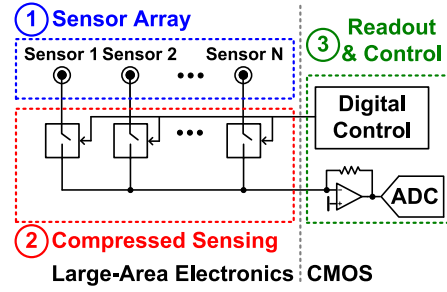 1 Sensor Array
Sensor 1 Sensor 2 Sensor N
3 Readout
& Control
Digital
Control
ADC
2 Compressed Sensing
Large-Area Electronics CMOS